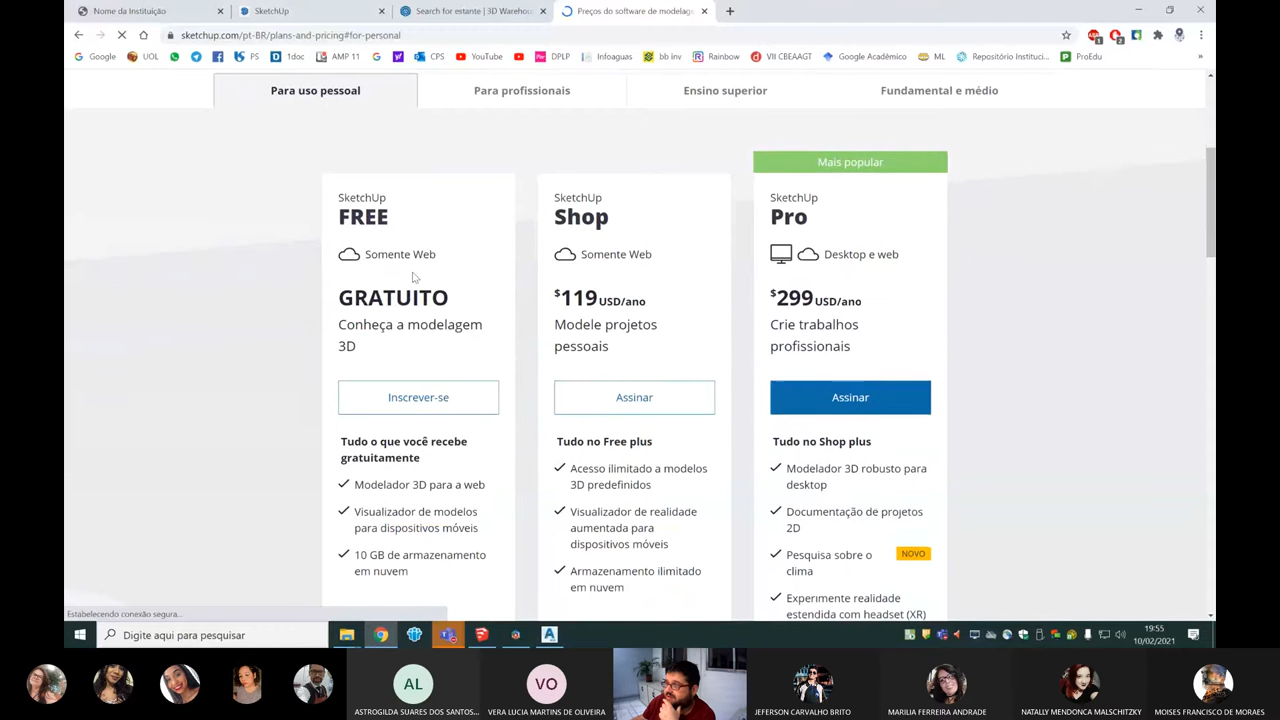 Nome da Instituição
SketchUp
Search for estante | 3D Warehou
Preços do software de modelage
sketchup.com/pt-BR/plans-and-pricing#for-personal
Google
UOL
PS
1doc
AMP 11
CPS
YouTube
DPLP
Infoaguas
bb inv
Rainbow
VII CBEAAGT
Google Acadêmico
ML
Repositório Instituci...
ProEdu
Para uso pessoal
Para profissionais
Ensino superior
Fundamental e médio
Mais popular
SketchUp
FREE
Somente Web
GRATUITO
Conheça a modelagem
3D
Inscrever-se
Tudo o que você recebe
gratuitamente
Modelador 3D para a web
Visualizador de modelos
para dispositivos móveis
10 GB de armazenamento
em nuvem
SketchUp
Shop
Somente Web
$119 USD/ano
Modele projetos
pessoais
Assinar
Tudo no Free plus
Acesso ilimitado a modelos
3D predefinidos
Visualizador de realidade
aumentada para
dispositivos móveis
Armazenamento ilimitado
em nuvem
SketchUp
Pro
Desktop e web
$299 USD/ano
Crie trabalhos
profissionais
Assinar
Tudo no Shop plus
Modelador 3D robusto para
desktop
Documentação de projetos
2D
Pesquisa sobre o
clima
NOVO
Experimente realidade
estendida com headset (XR)
Estabelecendo conexão segura...
Digite aqui para pesquisar
19:55
10/02/2021
AL
ASTROGILDA SUARES DOS SANTOS...
VO
VERA LUCIA MARTINS DE OLIVEIRA
JEFERSON CARVALHO BRITO
MARILIA FERREIRA ANDRADE
NATALLY MENDONCA MALSCHITZKY
MOISES FRANCISCO DE MORAES